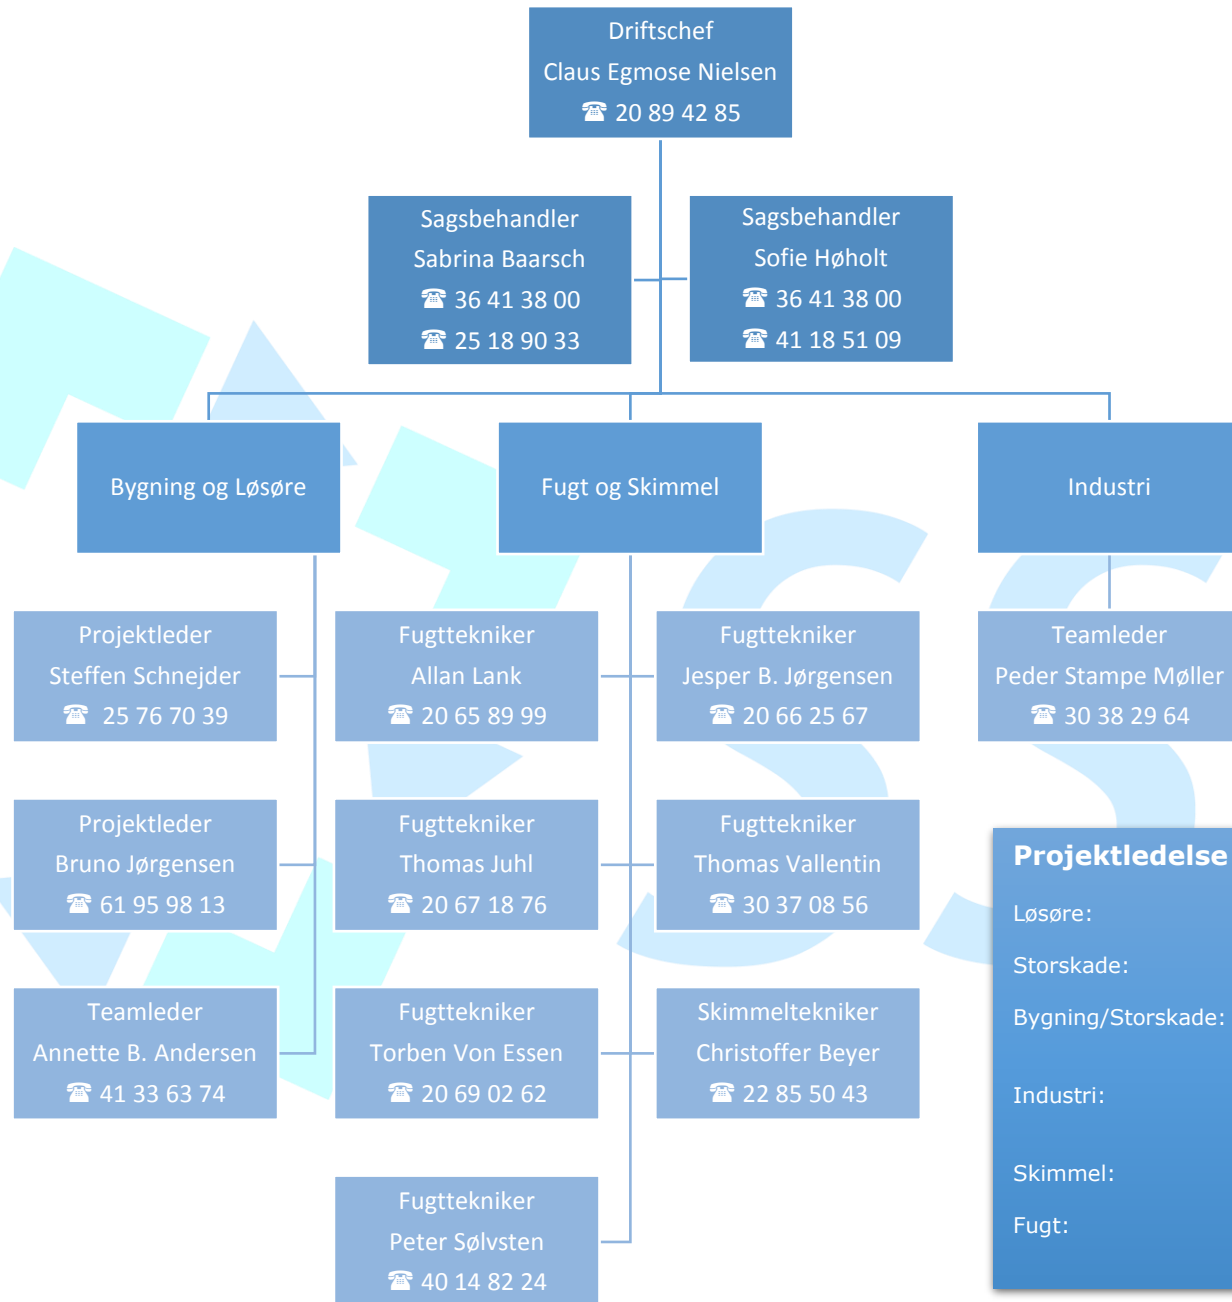 Driftschef
Claus Egmose Nielsen
☎ 20 89 42 85
Sagsbehandler
Sabrina Baarsch
☎ 36 41 38 00
☎ 25 18 90 33
Sagsbehandler
Sofie Høholt
☎ 36 41 38 00
☎ 41 18 51 09
Bygning og Løsøre
Fugt og Skimmel
Industri
Projektleder
Steffen Schnejder
☎ 25 76 70 39
Projektleder
Bruno Jørgensen
☎ 61 95 98 13
Teamleder
Annette B. Andersen
☎ 41 33 63 74
Fugttekniker
Allan Lank
☎ 20 65 89 99
Fugttekniker
Jesper B. Jørgensen
☎ 20 66 25 67
Fugttekniker
Thomas Juhl
☎ 20 67 18 76
Fugttekniker
Thomas Vallentin
☎ 30 37 08 56
Fugttekniker
Torben Von Essen
☎ 20 69 02 62
Skimmeltekniker
Christoffer Beyer
☎ 22 85 50 43
Fugttekniker
Peter Sølvsten
☎ 40 14 82 24
Teamleder
Peder Stampe Møller
☎ 30 38 29 64
Projektledelse
Løsøre:
Storskade:
Bygning/Storskade:
Industri:
Skimmel:
Fugt: